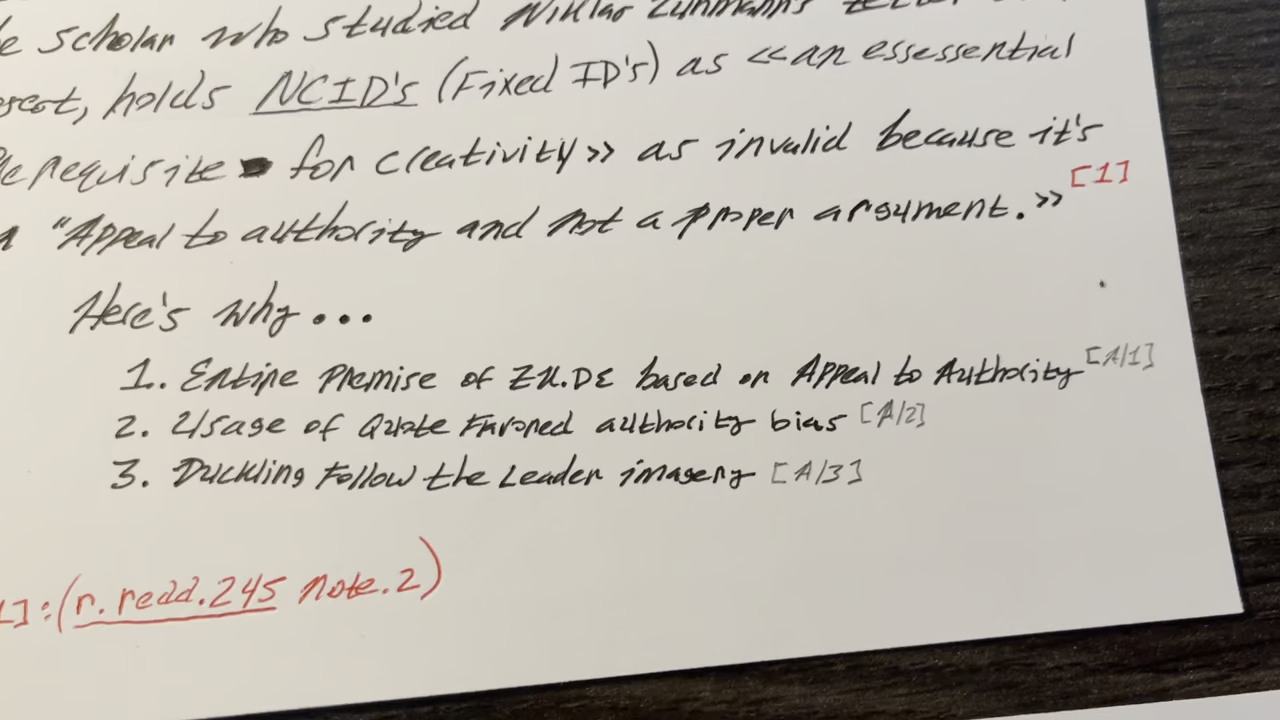 scholar who studied Niklas Luhmann's
holds NCID's (Fixed ID's) as «an essessential
for creativity» as invalid because it's
"Appeal to authority and not a proper argument.»[1]
Here's why...
1. Entire Premise of ZK.DE based on Appeal to Authority [A/1]
2. Usage of Quote Favored authority bias [A/2]
3. Duckling Follow the Leader imagery [A/3]
1]:(r.redd.245 note.2)